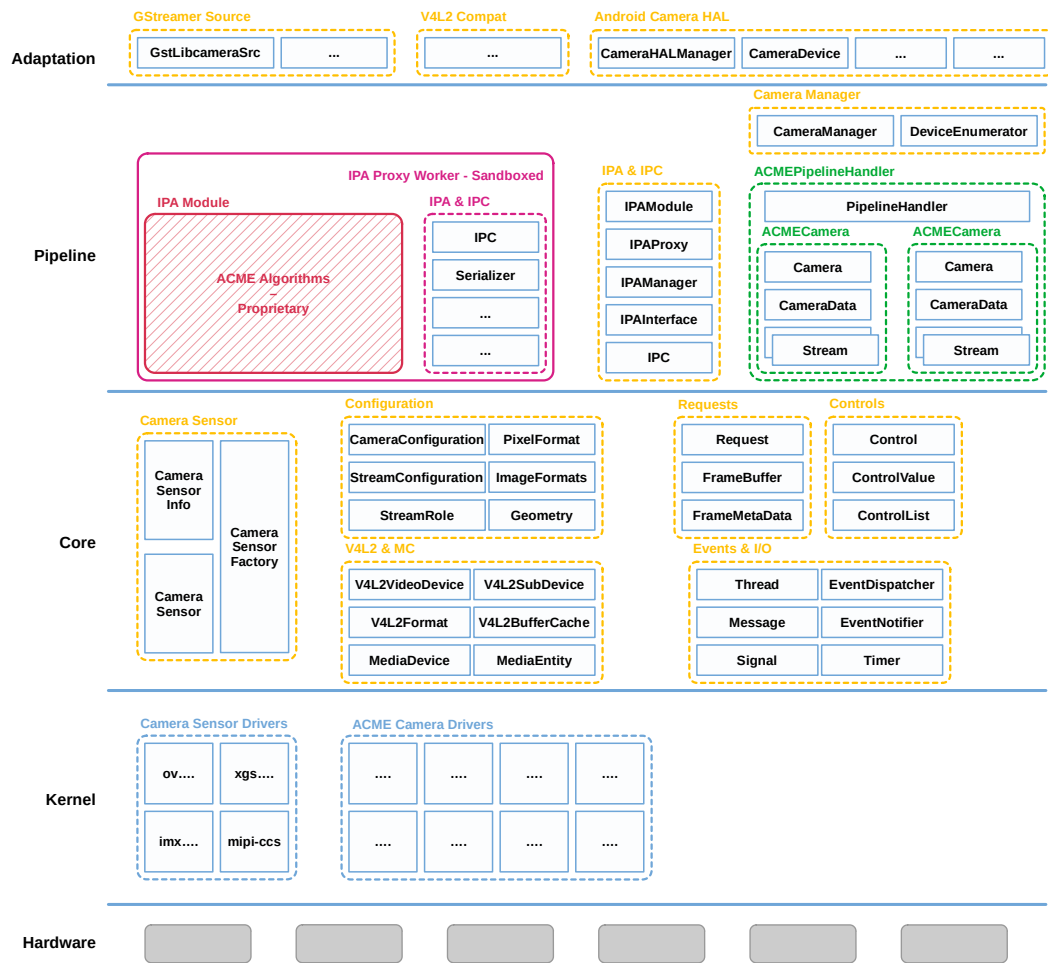 GStreamer Source
V4L2 Compat
Android Camera HAL
Adaptation
GstLibcameraSrc
...
...
CameraHALManager
CameraDevice
...
...
Camera Manager
CameraManager
DeviceEnumerator
IPA Proxy Worker - Sandboxed
IPA & IPC
ACMEPipelineHandler
IPA Module
IPA & IPC
IPAModule
PipelineHandler
ACMECamera
ACMECamera
Pipeline
IPC
IPAProxy
Camera
Camera
ACME Algorithms
–
Proprietary
Serializer
IPAManager
CameraData
CameraData
...
IPAInterface
...
IPC
Stream
Stream
Configuration
Requests
Controls
Camera Sensor
CameraConfiguration
PixelFormat
Request
Control
Camera
Sensor
Info
StreamConfiguration
ImageFormats
FrameBuffer
ControlValue
StreamRole
Geometry
FrameMetaData
ControlList
Core
Camera
Sensor
Factory
V4L2 & MC
Events & I/O
Camera
Sensor
V4L2VideoDevice
V4L2SubDevice
Thread
EventDispatcher
V4L2Format
V4L2BufferCache
Message
EventNotifier
MediaDevice
MediaEntity
Signal
Timer
Camera Sensor Drivers
ACME Camera Drivers
ov....
xgs....
....
....
....
....
Kernel
imx....
mipi-ccs
....
....
....
....
Hardware